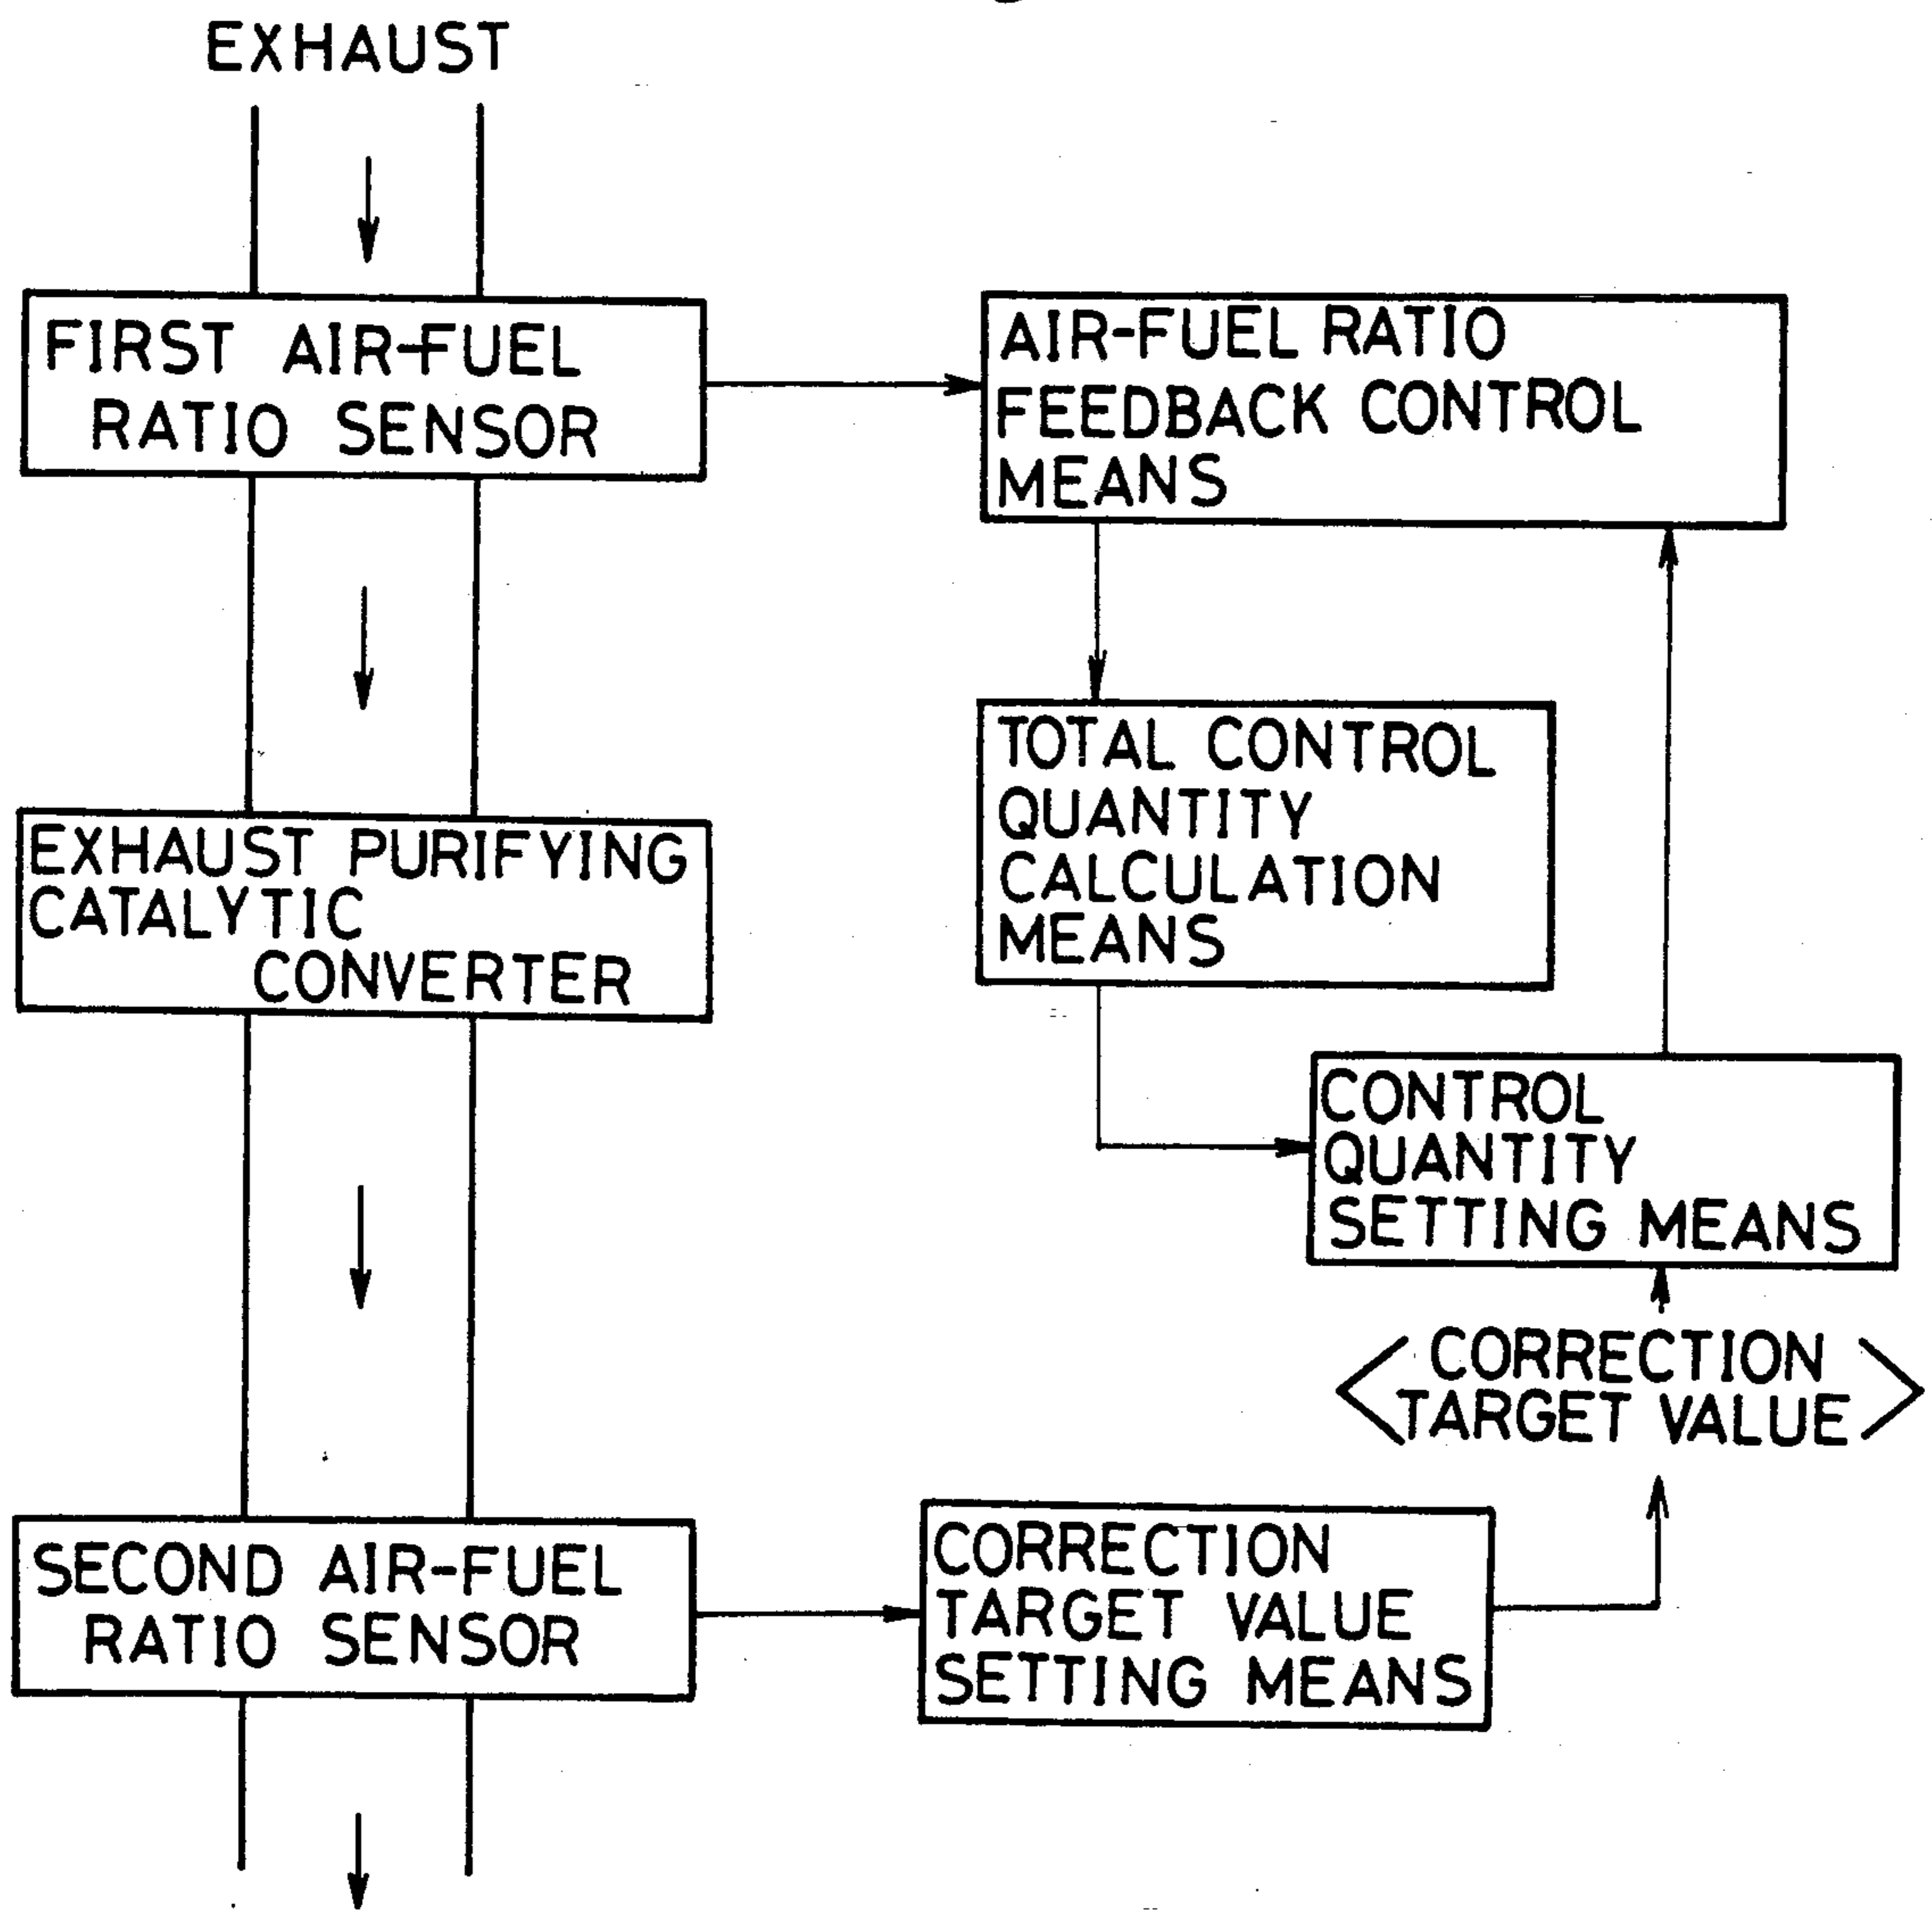 EXHAUST
FIRST AIR-FUEL
RATIO SENSOR
AIR-FUEL RATIO
FEEDBACK CONTROL
MEANS
TOTAL CONTROL
QUANTITY
CALCULATION
MEANS
EXHAUST PURIFYING
CATALYTIC
CONVERTER
CONTROL
QUANTITY
SETTING MEANS
CORRECTION
TARGET VALUE
SECOND AIR-FUEL
RATIO SENSOR
CORRECTION
TARGET VALUE
SETTING MEANS